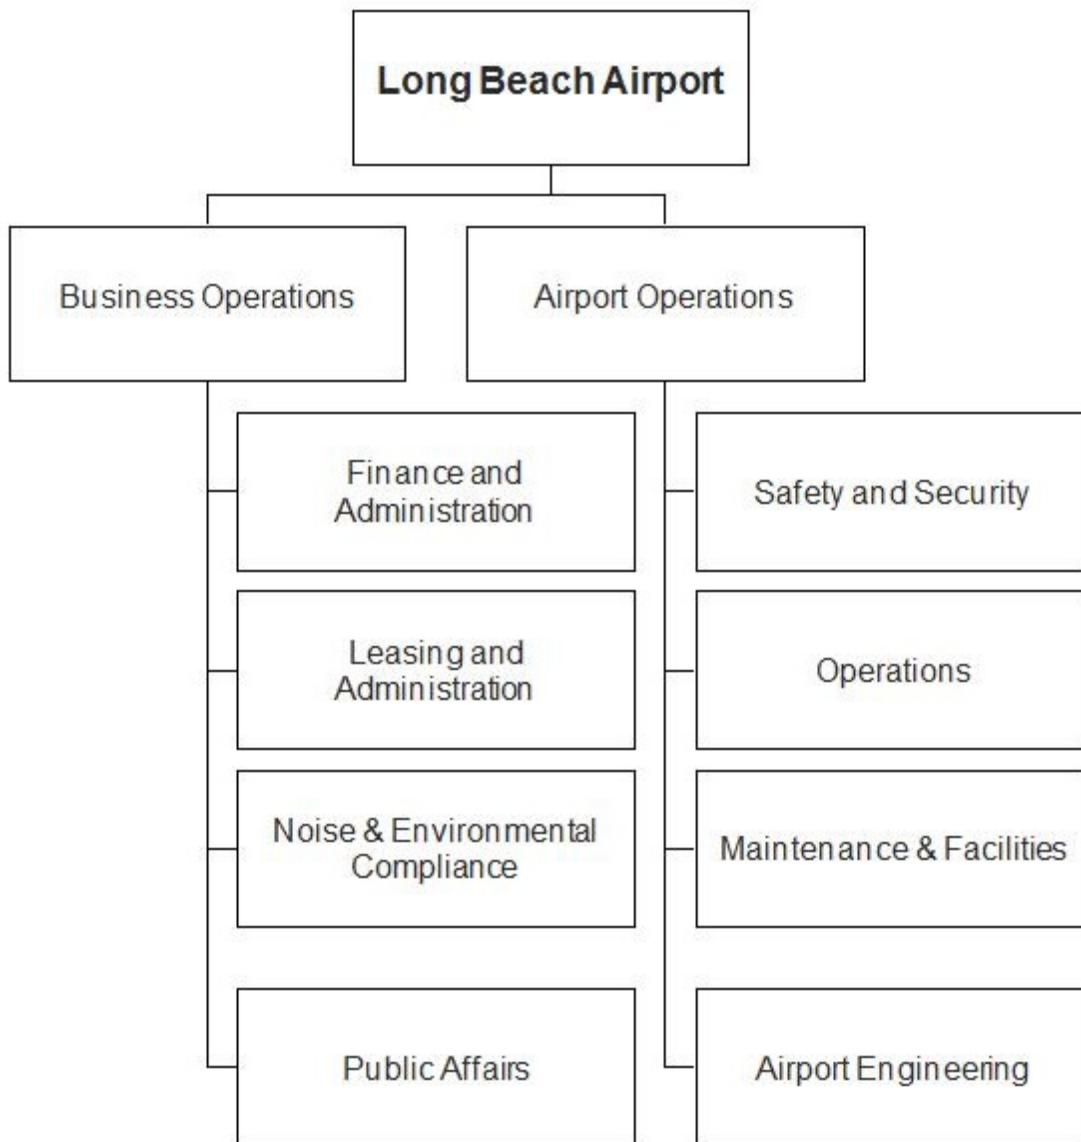 Long Beach Airport
Business Operations
Airport Operations
Finance and
Administration
Safety and Security
Leasing and
Administration
Operations
Noise & Environmental
Compliance
Maintenance & Facilities
Public Affairs
Airport Engineering